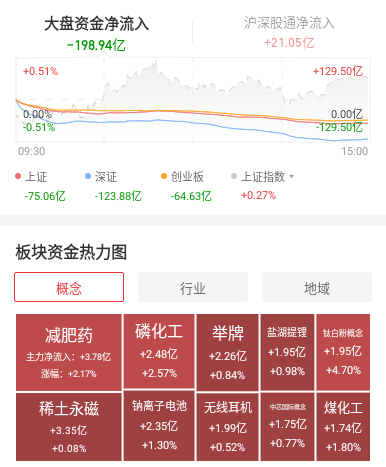 大盘资金净流入
沪深股通净流入
-198.94亿
+21.05亿
+0.51%
+129.50亿
0.00%
0.00亿
-0.51%
-129.50亿
09:30
15:00
上证
深证
创业板
上证指数
-75.06亿
-123.88亿
-64.63亿
+0.27%
板块资金热力图
概念
行业
地域
减肥药
主力净流入：+3.78亿
涨幅：+2.17%
磷化工
+2.48亿
+2.57%
举牌
+2.26亿
+0.84%
盐湖提锂
+1.95亿
+0.98%
钛白粉概念
+1.95亿
+4.70%
稀土永磁
+3.35亿
+0.08%
钠离子电池
+2.35亿
+1.30%
无线耳机
+1.99亿
+0.52%
中芯国际概念
+1.75亿
+0.77%
煤化工
+1.74亿
+1.80%